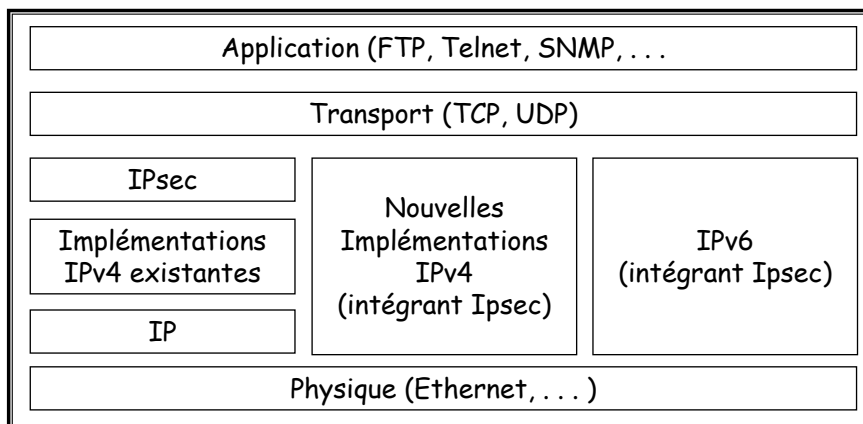 Application (FTP, Telnet, SNMP, . . .
Transport (TCP, UDP)
IPsec
Implémentations
IPv4 existantes
IP
Nouvelles
Implémentations
IPv4
(intégrant Ipsec)
IPv6
(intégrant Ipsec)
Physique (Ethernet, . . . )